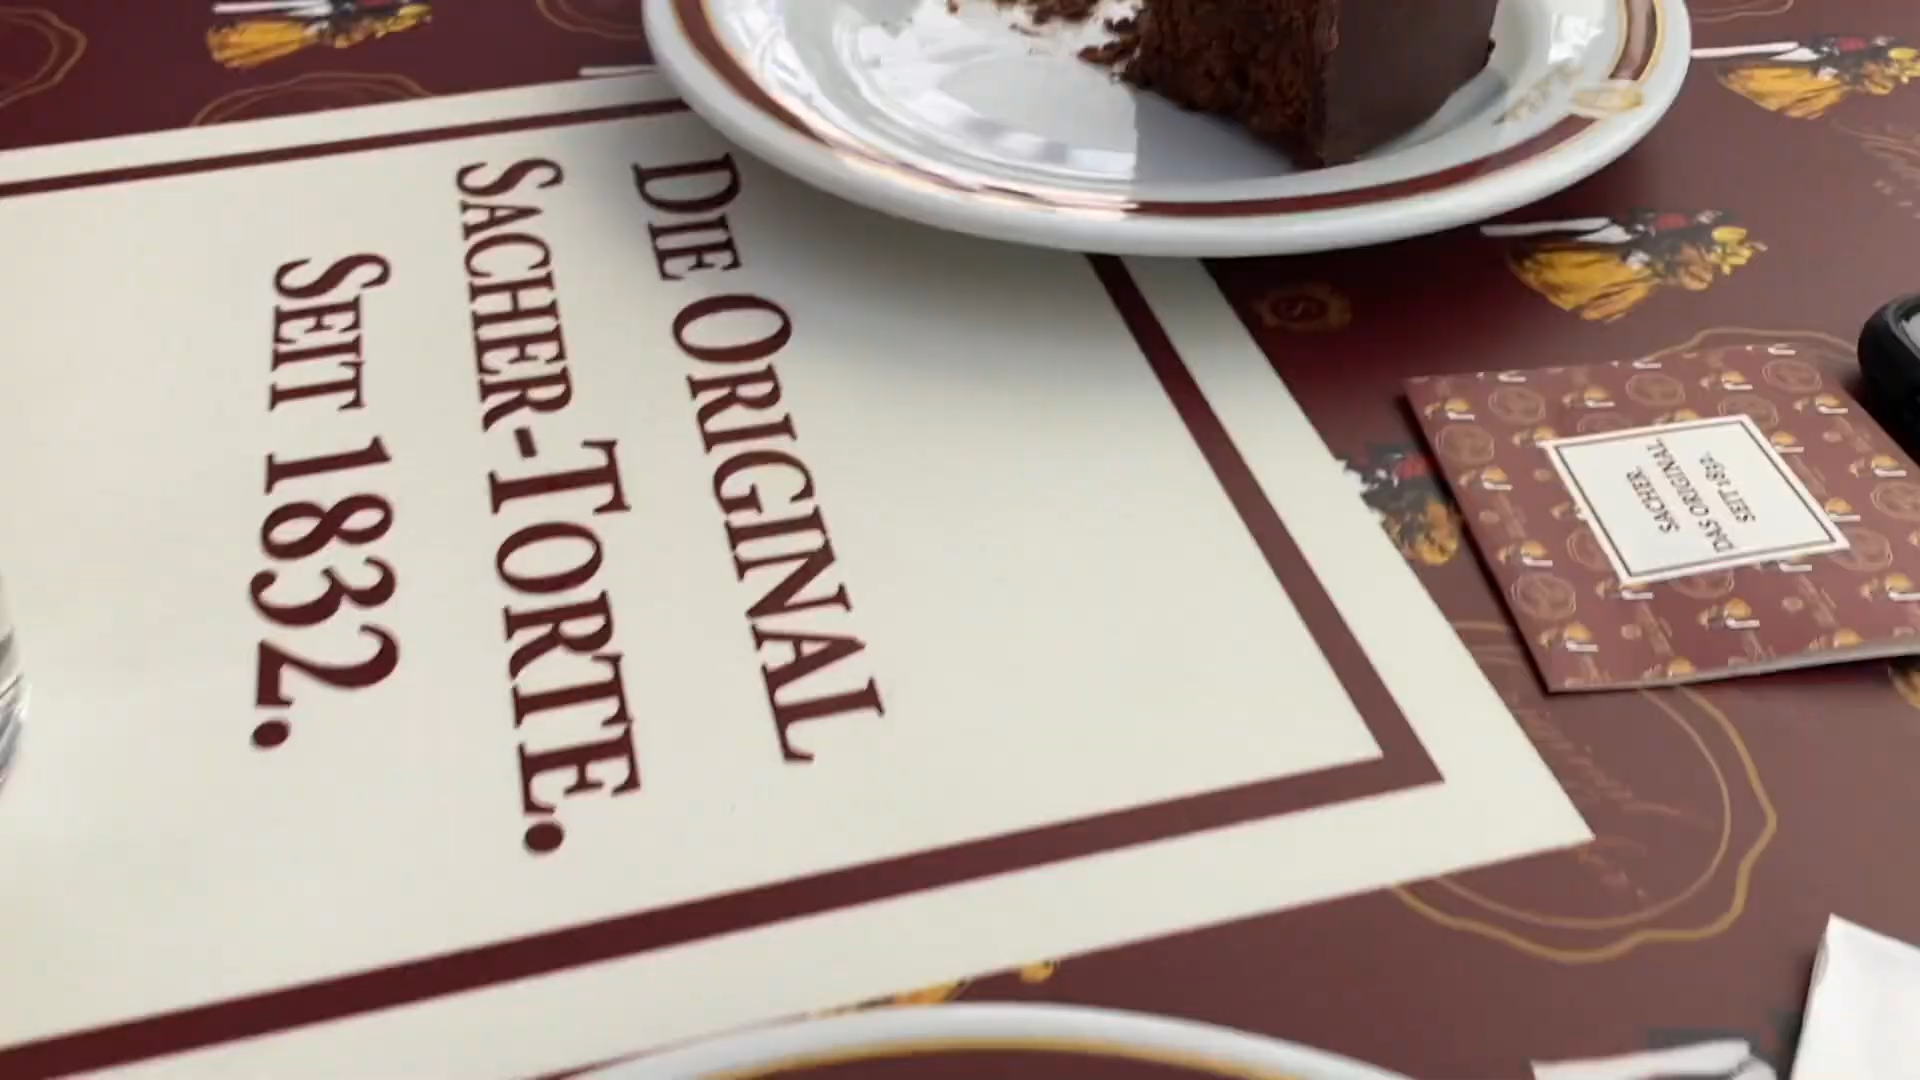 DIE ORIGINAL
SACHER-TORTE.
SEIT 1832.
SACHER.
DAS ORIGINAL
SEIT 1832.